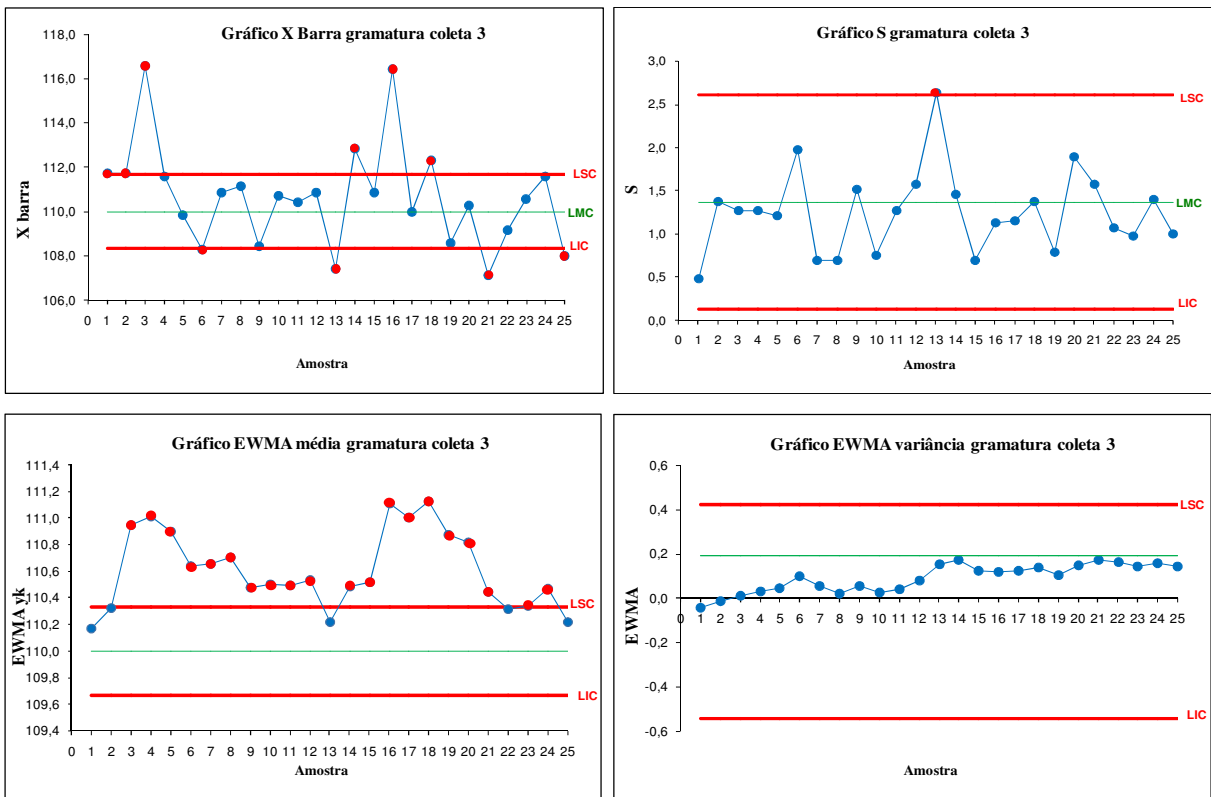 Gráfico X Barra gramatura coleta 3
118,0
116,0
114,0
112,0
110,0
108,0
106,0
X barra
LSC
LMC
LIC
0 1 2 3 4 5 6 7 8 9 10 11 12 13 14 15 16 17 18 19 20 21 22 23 24 25
Amostra
Gráfico S gramatura coleta 3
3,0
2,5
2,0
1,5
1,0
0,5
0,0
S
LSC
LMC
LIC
0 1 2 3 4 5 6 7 8 9 10 11 12 13 14 15 16 17 18 19 20 21 22 23 24 25
Amostra
Gráfico EWMA média gramatura coleta 3
111,4
111,2
111,0
110,8
110,6
110,4
110,2
110,0
109,8
109,6
109,4
EWMA yk
LSC
LIC
0 1 2 3 4 5 6 7 8 9 10 11 12 13 14 15 16 17 18 19 20 21 22 23 24 25
Amostra
Gráfico EWMA variância gramatura coleta 3
0,6
0,4
0,2
0,0
-0,2
-0,4
-0,6
EWMA
LSC
LIC
0 1 2 3 4 5 6 7 8 9 10 11 12 13 14 15 16 17 18 19 20 21 22 23 24 25
Amostra